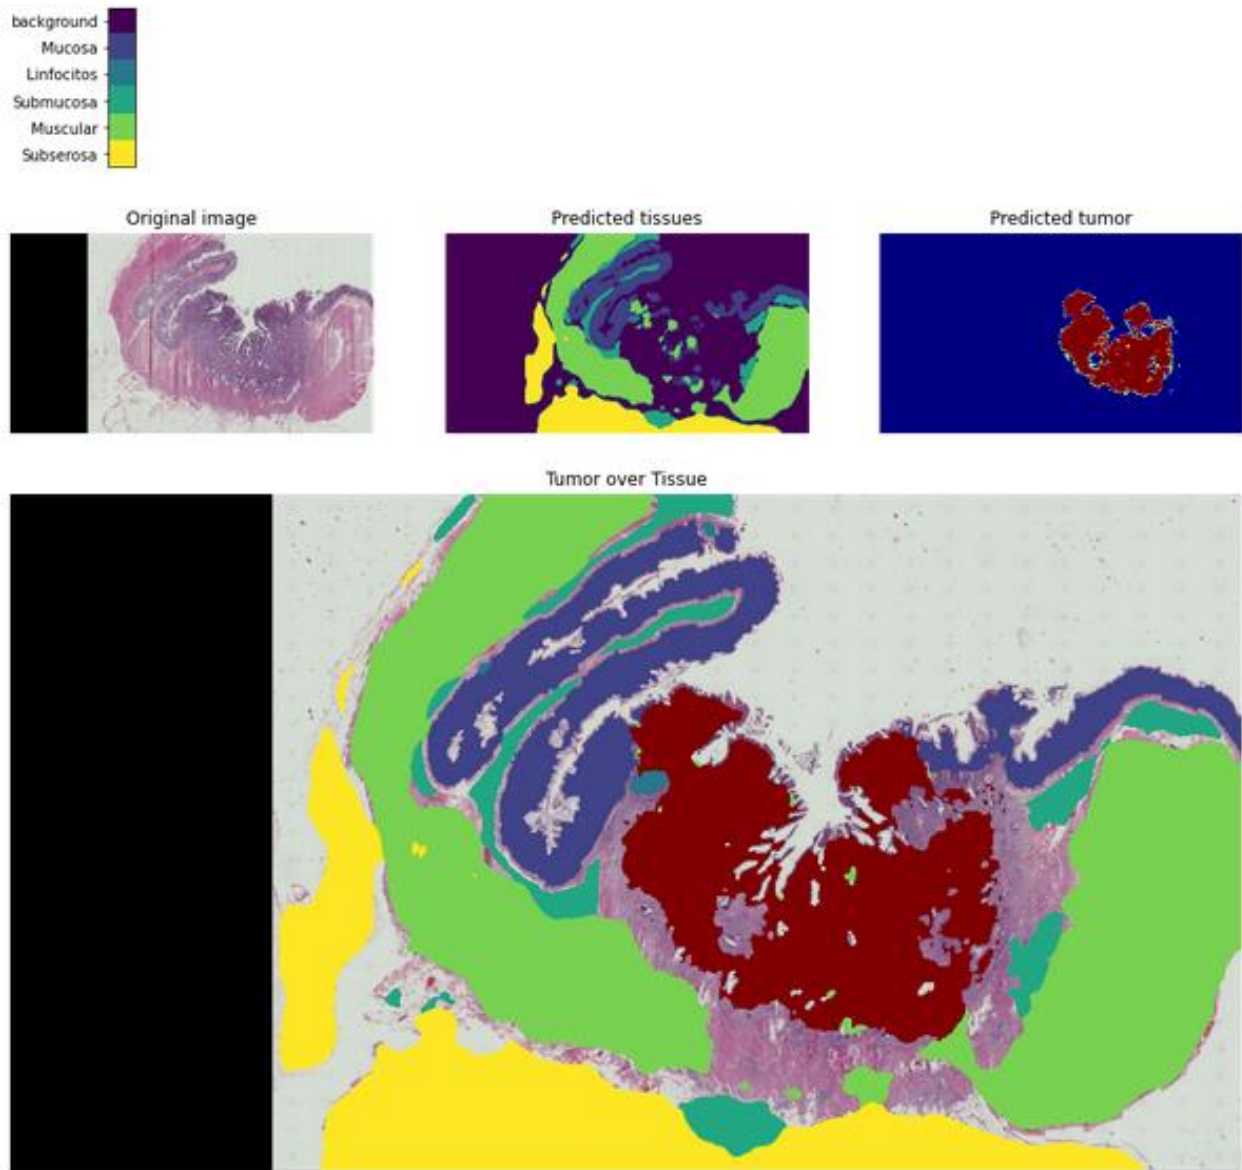 background
Mucosa
Linfocitos
Submucosa
Muscular
Subserosa
Original image
Predicted tissues
Predicted tumor
Tumor over Tissue